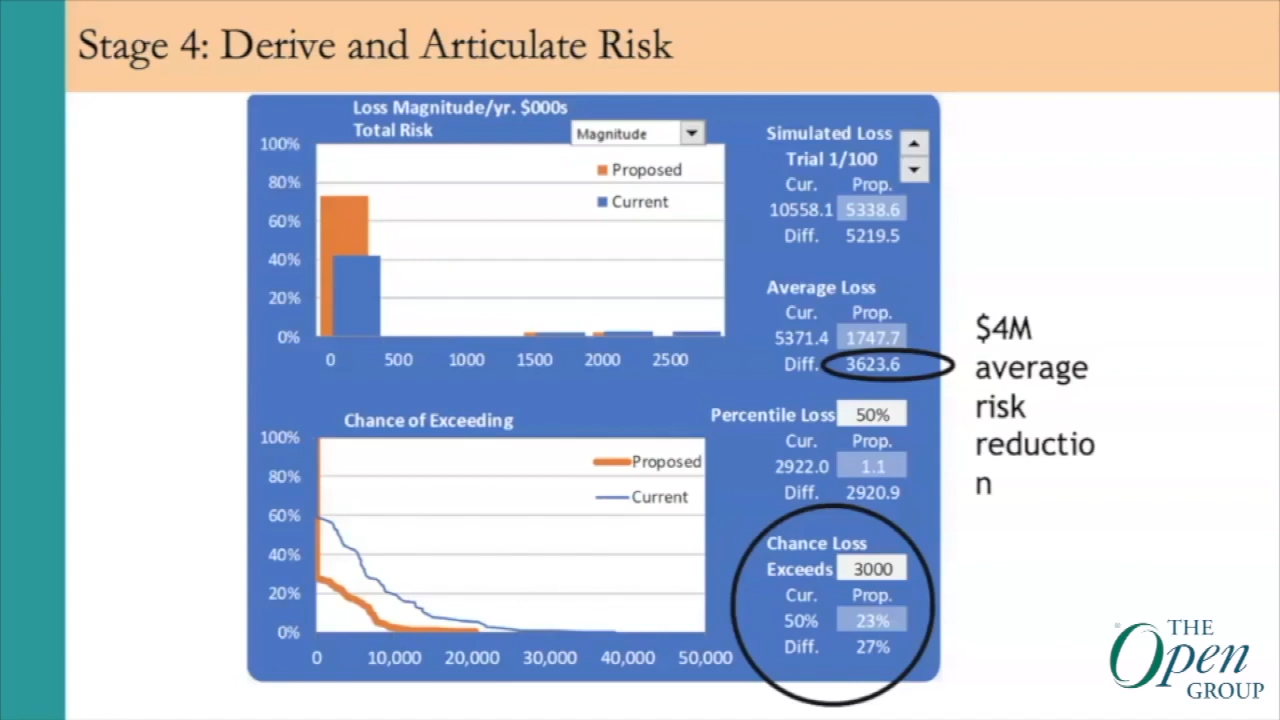 Stage 4: Derive and Articulate Risk
Loss Magnitude/yr. $000s
Total Risk
Magnitude
100%
80%
60%
40%
20%
0%
Proposed
Current
0 500 1000 1500 2000 2500
Simulated Loss
Trial 1/100
Cur. Prop.
10558.1 5338.6
Diff. 5219.5
Average Loss
Cur. Prop.
5371.4 1747.7
Diff. 3623.6
$4M
average
risk
reductio
n
Chance of Exceeding
100%
80%
60%
40%
20%
0%
Proposed
Current
0 10,000 20,000 30,000 40,000 50,000
Percentile Loss 50%
Cur. Prop.
2922.0 1.1
Diff. 2920.9
Chance Loss
Exceeds 3000
Cur. Prop.
50% 23%
Diff. 27%
THE
Open
GROUP